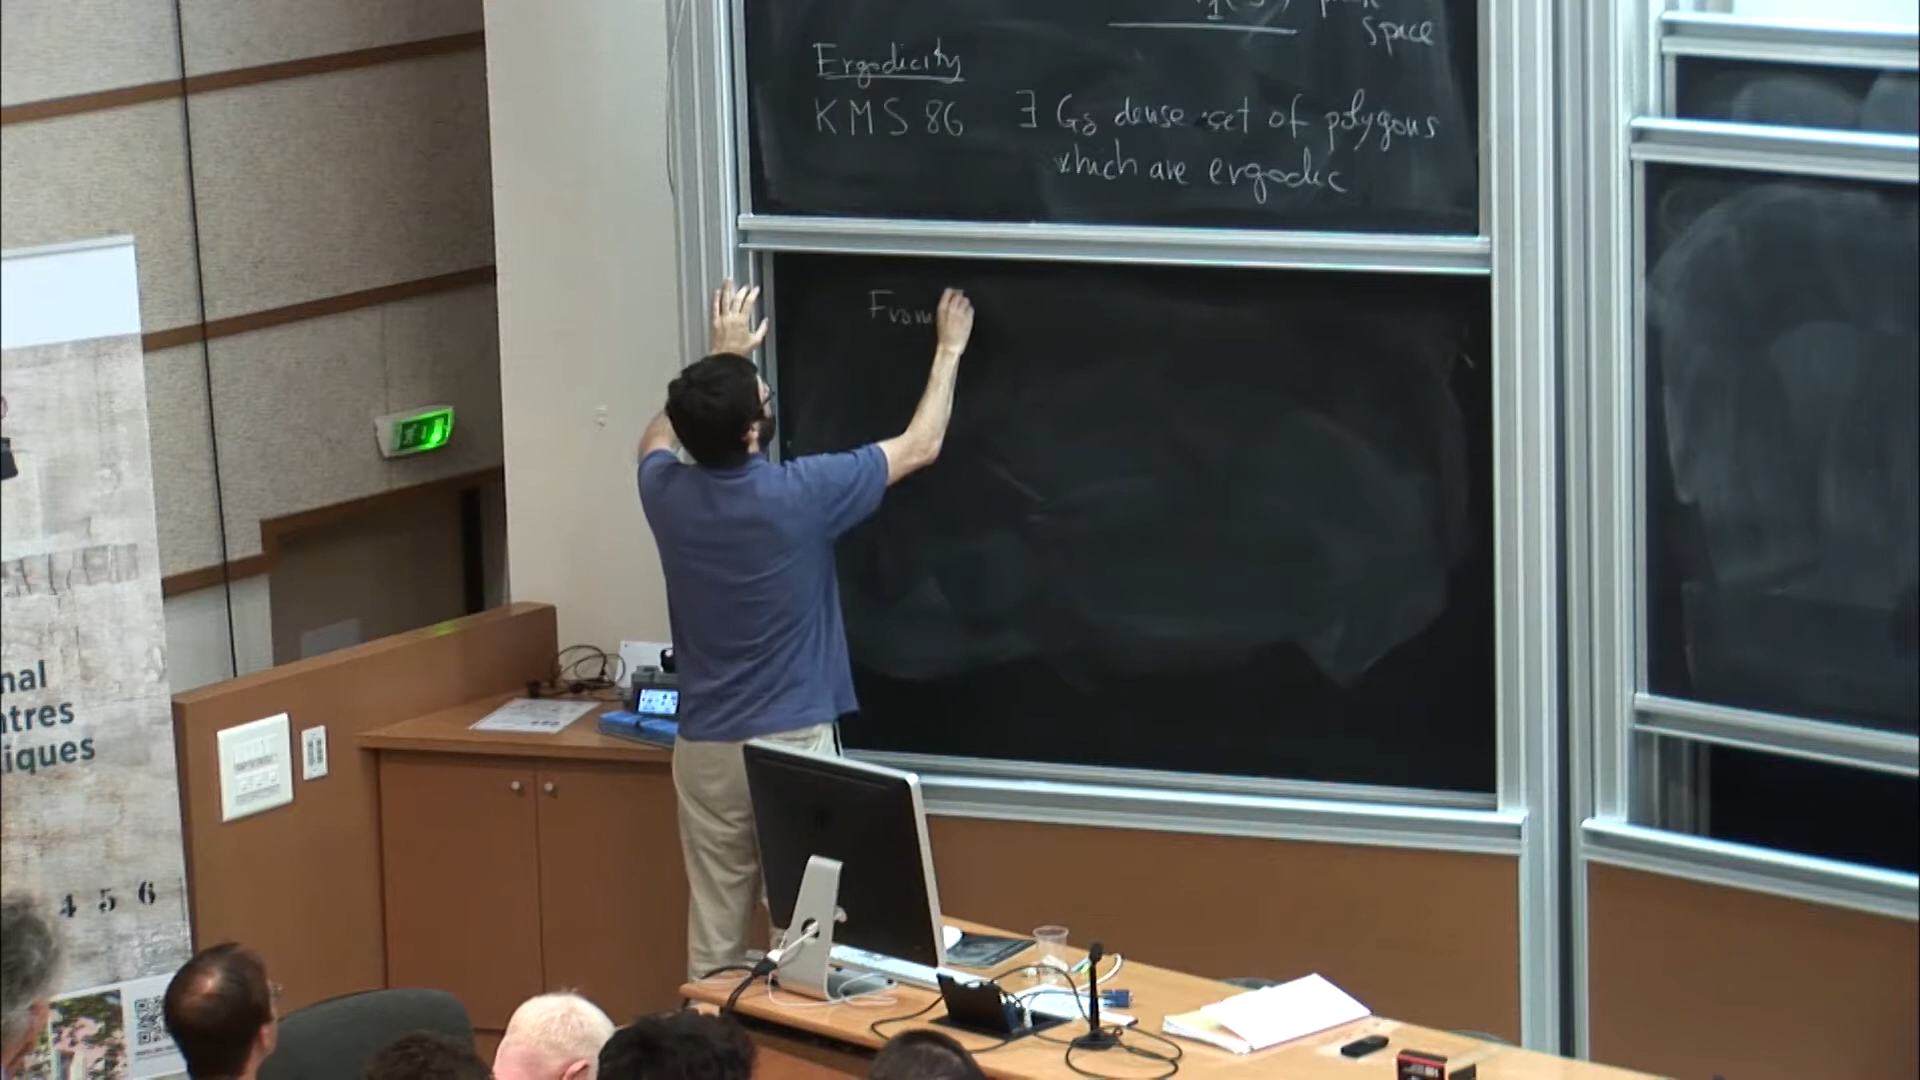 space
Ergodicity
KMS 86 ∃ Gδ dense set of polygons
which are ergodic
From
nal
ntres
iques
4 5 6